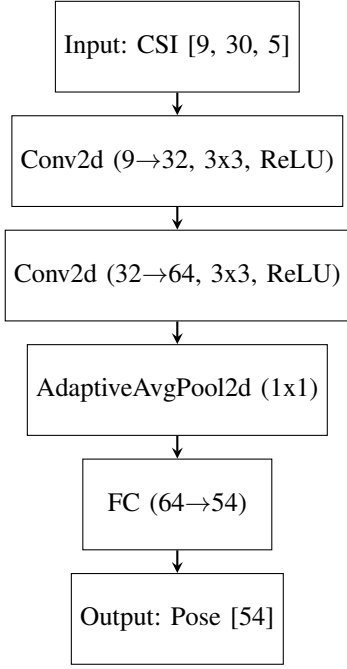 Input: CSI [9, 30, 5]
Conv2d (9→32, 3x3, ReLU)
Conv2d (32→64, 3x3, ReLU)
AdaptiveAvgPool2d (1x1)
FC (64→54)
Output: Pose [54]